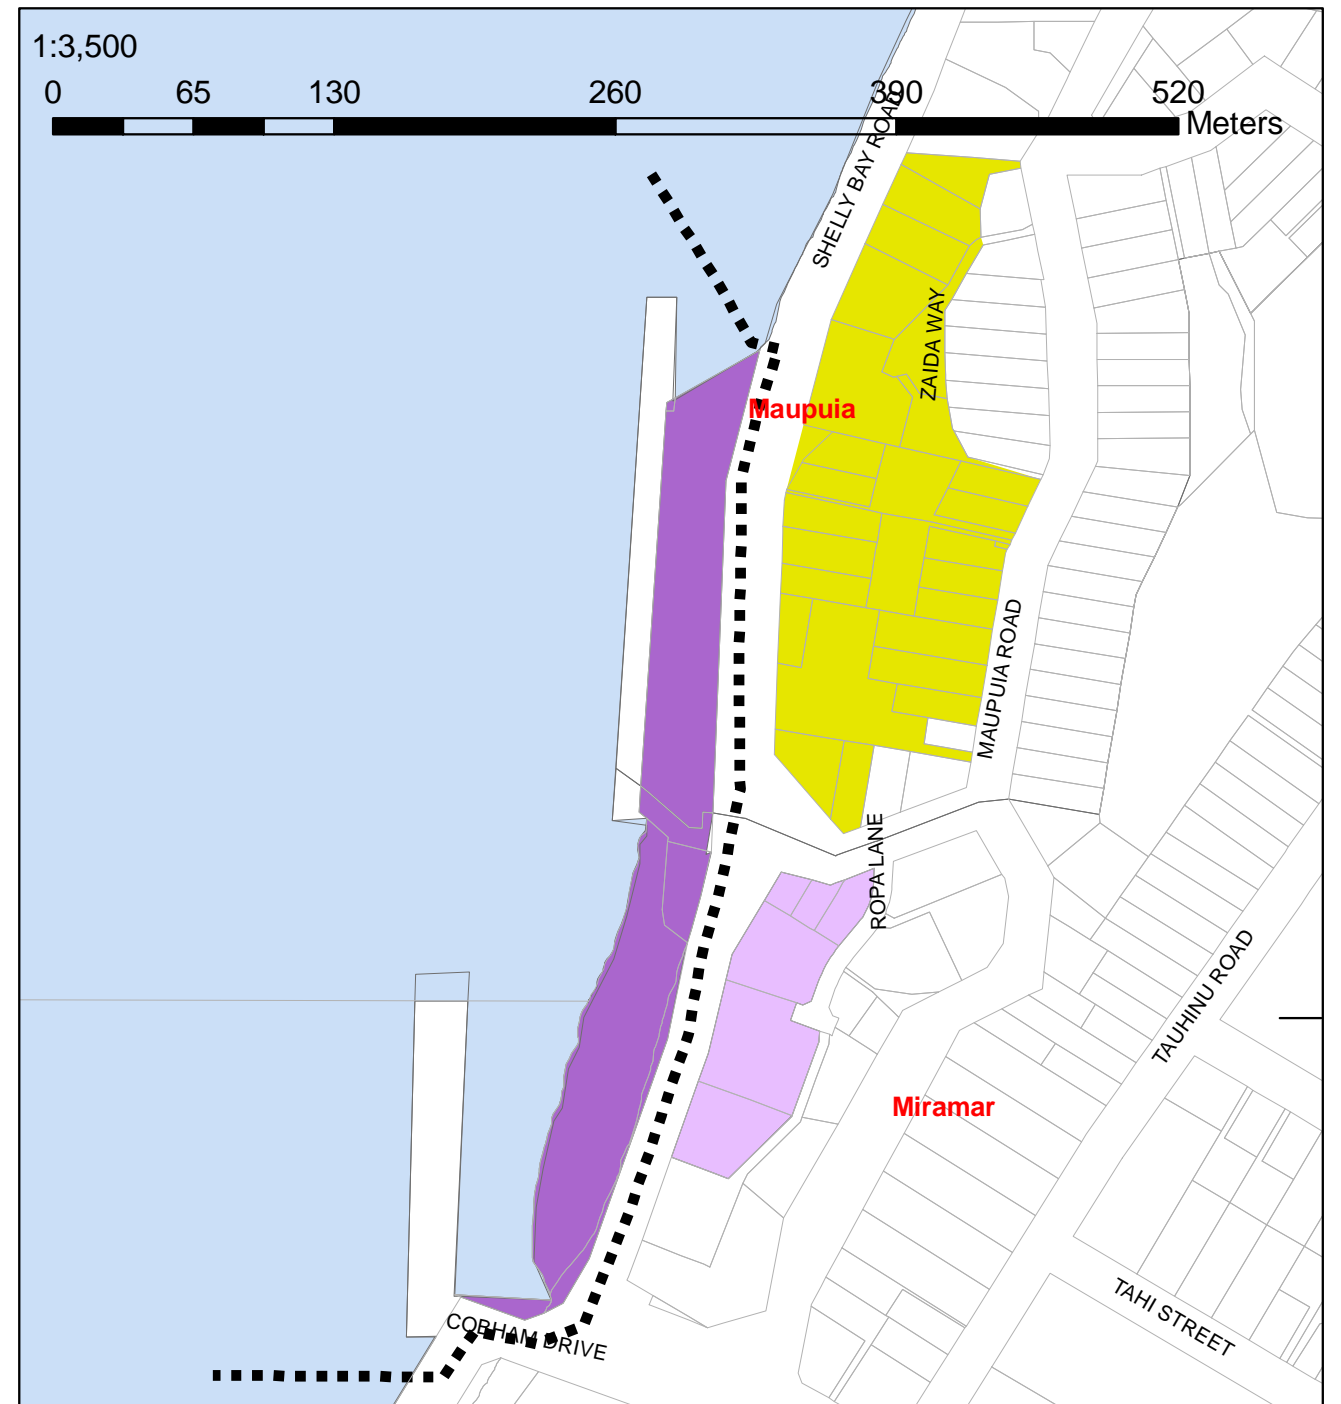 1:3,500
0 65 130 260 390 520
Meters
SHELLY BAY ROAD
ZAIDA WAY
Maupuia
MAUPUIA ROAD
ROPA LANE
TAUHINU ROAD
Miramar
TAHI STREET
COBHAM DRIVE